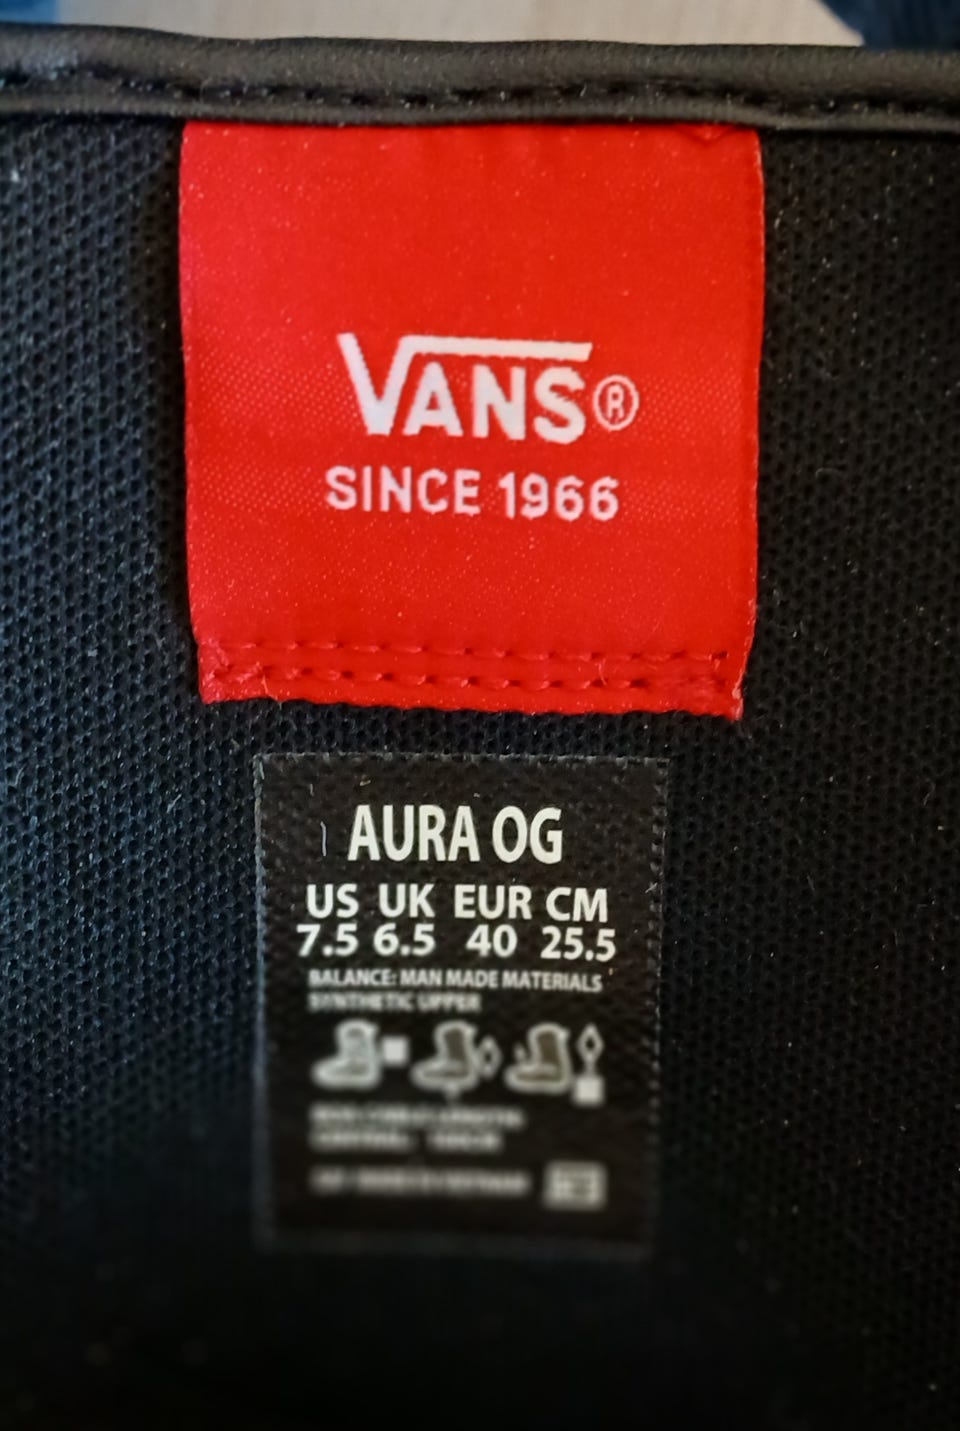 VANS®
SINCE 1966
AURA OG
US UK EUR CM
7.5 6.5 40 25.5
BALANCE: MAN MADE MATERIALS
SYNTHETIC UPPER